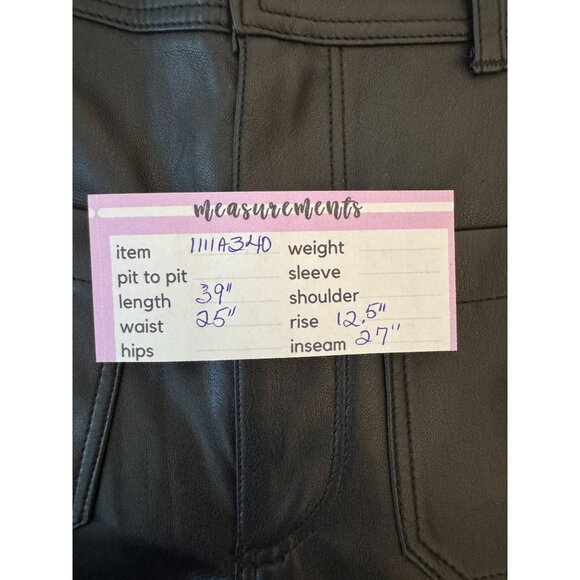 measurements
item 1111A340 weight
pit to pit sleeve
length 39" shoulder
waist 25" rise 12.5"
hips inseam 27"